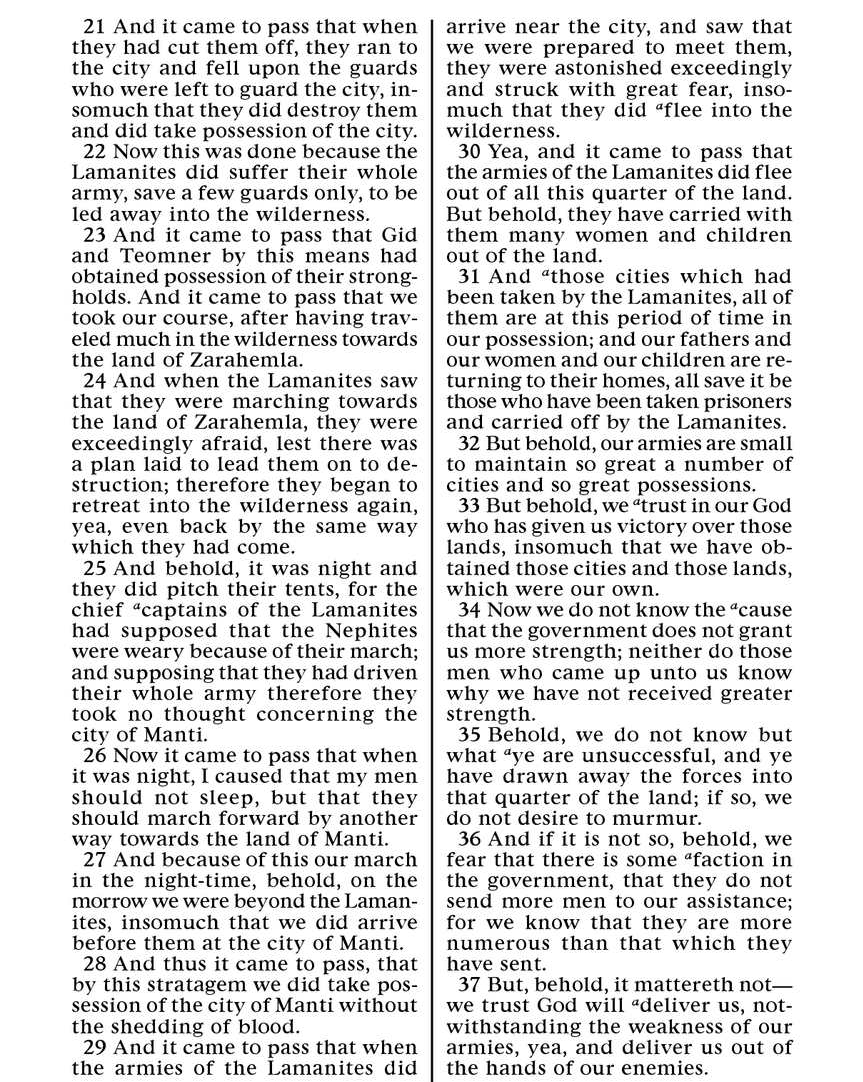 21 And it came to pass that when
they had cut them off, they ran to
the city and fell upon the guards
who were left to guard the city, in-
somuch that they did destroy them
and did take possession of the city.
22 Now this was done because the
Lamanites did suffer their whole
army, save a few guards only, to be
led away into the wilderness.
23 And it came to pass that Gid
and Teomner by this means had
obtained possession of their strong-
holds. And it came to pass that we
took our course, after having trav-
eled much in the wilderness towards
the land of Zarahemla.
24 And when the Lamanites saw
that they were marching towards
the land of Zarahemla, they were
exceedingly afraid, lest there was
a plan laid to lead them on to de-
struction; therefore they began to
retreat into the wilderness again,
yea, even back by the same way
which they had come.
25 And behold, it was night and
they did pitch their tents, for the
chief ᵃcaptains of the Lamanites
had supposed that the Nephites
were weary because of their march;
and supposing that they had driven
their whole army therefore they
took no thought concerning the
city of Manti.
26 Now it came to pass that when
it was night, I caused that my men
should not sleep, but that they
should march forward by another
way towards the land of Manti.
27 And because of this our march
in the night-time, behold, on the
morrow we were beyond the Laman-
ites, insomuch that we did arrive
before them at the city of Manti.
28 And thus it came to pass, that
by this stratagem we did take pos-
session of the city of Manti without
the shedding of blood.
29 And it came to pass that when
the armies of the Lamanites did
arrive near the city, and saw that
we were prepared to meet them,
they were astonished exceedingly
and struck with great fear, inso-
much that they did ᵃflee into the
wilderness.
30 Yea, and it came to pass that
the armies of the Lamanites did flee
out of all this quarter of the land.
But behold, they have carried with
them many women and children
out of the land.
31 And ᵃthose cities which had
been taken by the Lamanites, all of
them are at this period of time in
our possession; and our fathers and
our women and our children are re-
turning to their homes, all save it be
those who have been taken prisoners
and carried off by the Lamanites.
32 But behold, our armies are small
to maintain so great a number of
cities and so great possessions.
33 But behold, we ᵃtrust in our God
who has given us victory over those
lands, insomuch that we have ob-
tained those cities and those lands,
which were our own.
34 Now we do not know the ᵃcause
that the government does not grant
us more strength; neither do those
men who came up unto us know
why we have not received greater
strength.
35 Behold, we do not know but
what ᵃye are unsuccessful, and ye
have drawn away the forces into
that quarter of the land; if so, we
do not desire to murmur.
36 And if it is not so, behold, we
fear that there is some ᵃfaction in
the government, that they do not
send more men to our assistance;
for we know that they are more
numerous than that which they
have sent.
37 But, behold, it mattereth not—
we trust God will ᵃdeliver us, not-
withstanding the weakness of our
armies, yea, and deliver us out of
the hands of our enemies.